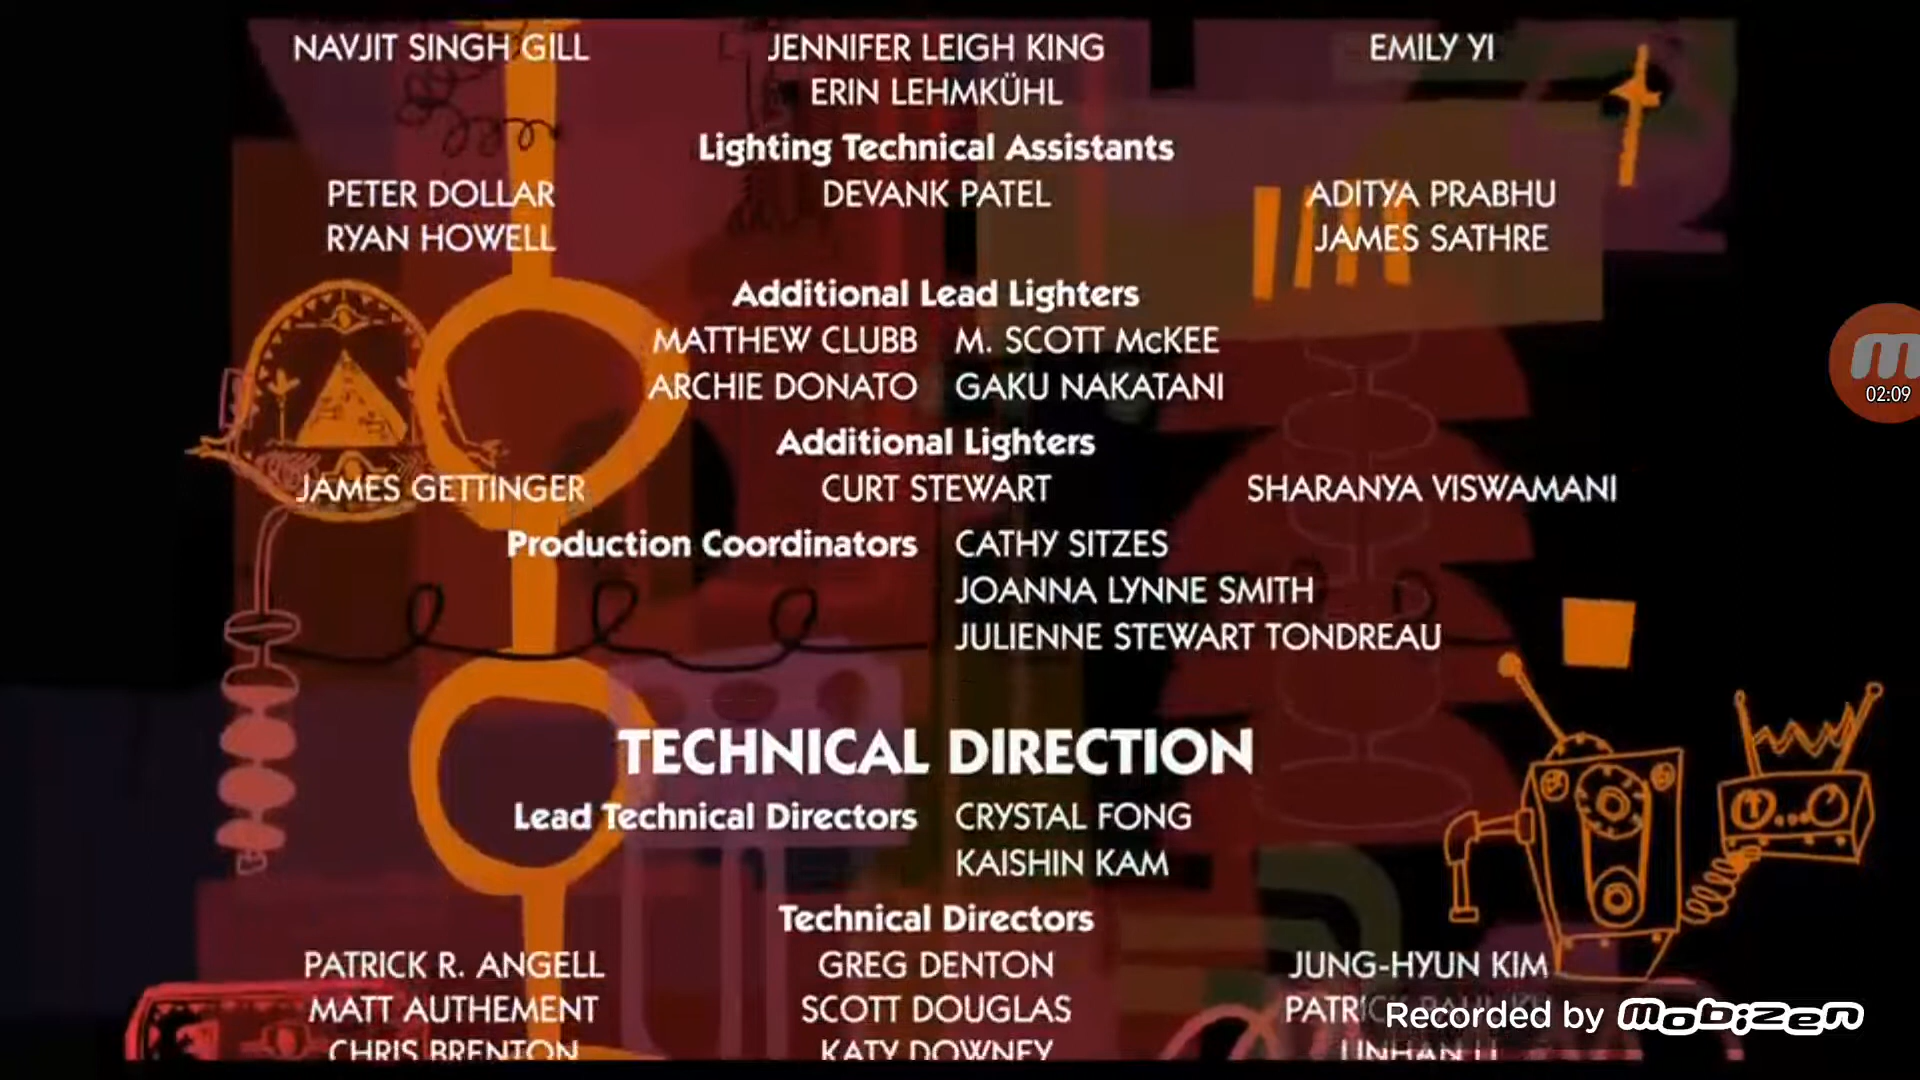 NAVJIT SINGH GILL JENNIFER LEIGH KING EMILY YI
ERIN LEHMKÜHL
Lighting Technical Assistants
PETER DOLLAR DEVANK PATEL ADITYA PRABHU
RYAN HOWELL JAMES SATHRE
Additional Lead Lighters
MATTHEW CLUBB M. SCOTT McKEE
ARCHIE DONATO GAKU NAKATANI
Additional Lighters
JAMES GETTINGER CURT STEWART SHARANYA VISWAMANI
Production Coordinators CATHY SITZES
JOANNA LYNNE SMITH
JULIENNE STEWART TONDREAU
TECHNICAL DIRECTION
Lead Technical Directors CRYSTAL FONG
KAISHIN KAM
Technical Directors
PATRICK R. ANGELL GREG DENTON JUNG-HYUN KIM
MATT AUTHEMENT SCOTT DOUGLAS
CHRIS BRENTON KATY DOWNEY
m
02:09
Recorded by mobizen